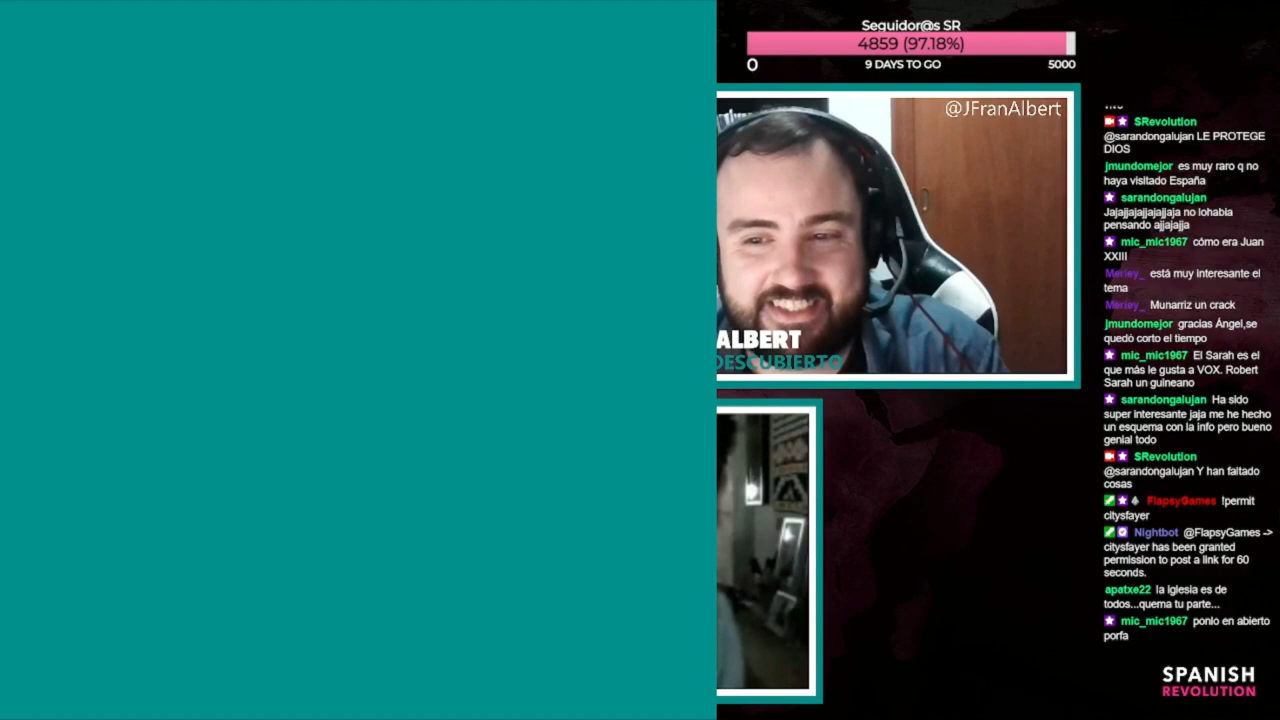 Seguidor@s SR
4859 (97.18%)
0
9 DAYS TO GO
5000
@JFranAlbert
ALBERT
DESCUBIERTO
SRevolution
@sarandongalujan LE PROTEGE
DIOS
jmundomejor es muy raro q no
haya visitado España
sarandongalujan
Jajajjajajjajajjaja no lohabia
pensando ajjajajja
mic_mic1967 cómo era Juan
XXIII
Meriey_ está muy interesante el
tema
Meriey_ Munarriz un crack
jmundomejor gracias Ángel,se
quedó corto el tiempo
mic_mic1967 El Sarah es el
que más le gusta a VOX. Robert
Sarah un guineano
sarandongalujan Ha sido
super interesante jaja me he hecho
un esquema con la info pero bueno
genial todo
SRevolution
@sarandongalujan Y han faltado
cosas
FlapsyGames !permit
citysfayer
Nightbot @FlapsyGames ->
citysfayer has been granted
permission to post a link for 60
seconds.
apatxe22 la iglesia es de
todos...quema tu parte...
mic_mic1967 ponlo en abierto
porfa
SPANISH
REVOLUTION